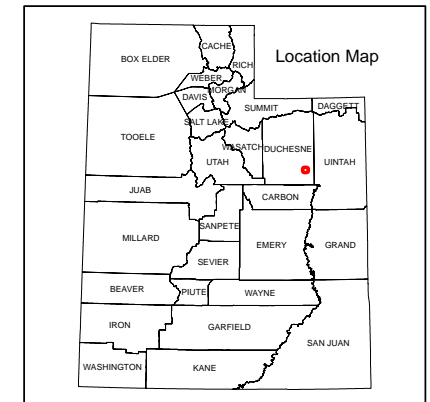 Location Map
CACHE
BOX ELDER
RICH
WEBER
MORGAN
DAVIS
SUMMIT
DAGGETT
SALT LAKE
TOOELE
WASATCH
DUCHESNE
UTAH
UINTAH
JUAB
CARBON
SANPETE
MILLARD
EMERY
GRAND
SEVIER
BEAVER
PIUTE
WAYNE
IRON
GARFIELD
SAN JUAN
WASHINGTON
KANE